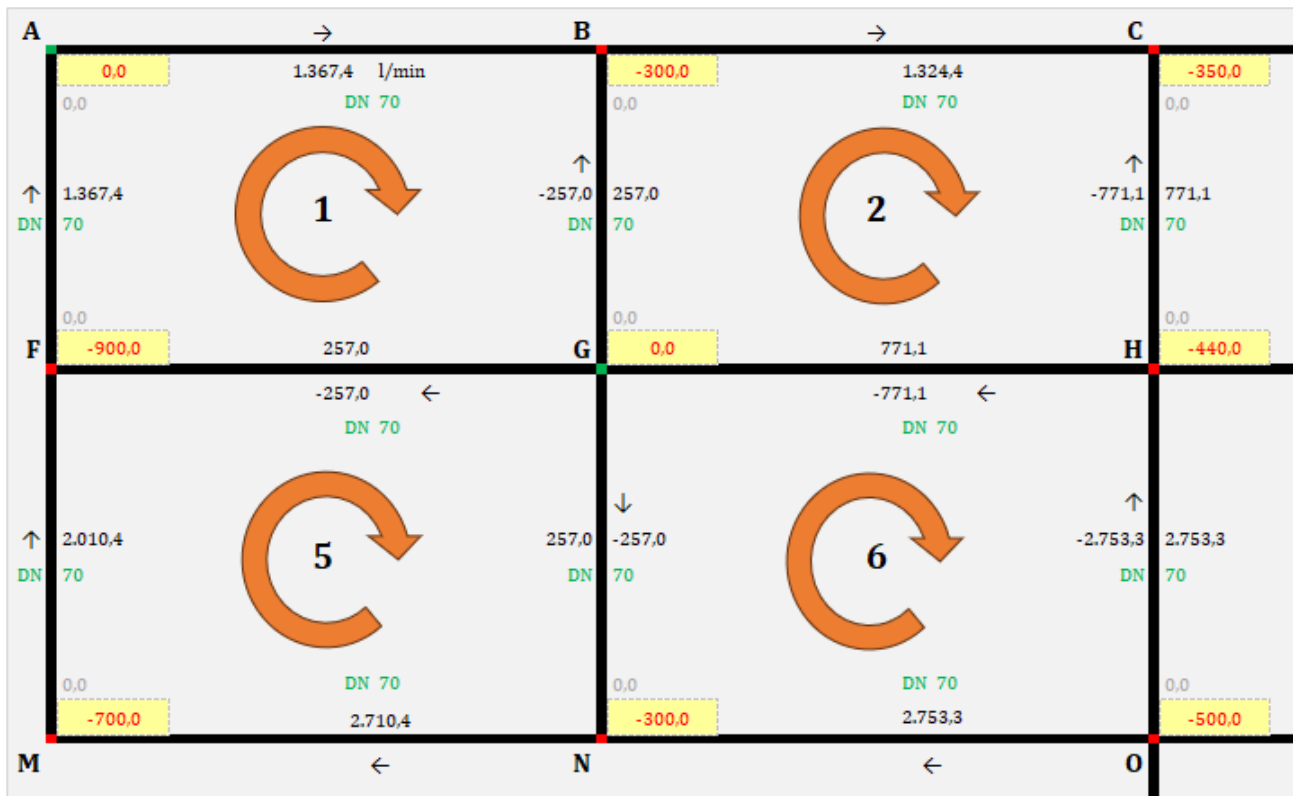 A → B → C
0,0 1.367,4 l/min -300,0 1.324,4 -350,0
0,0 DN 70 0,0 DN 70 0,0
↑ ↑
↑ 1.367,4 1 -257,0 257,0 2 -771,1 771,1
DN 70 DN 70 DN 70
0,0 0,0 0,0
F -900,0 257,0 G 0,0 771,1 H -440,0
-257,0 ← -771,1 ←
DN 70 DN 70
↓ ↑
↑ 2.010,4 5 257,0 -257,0 6 -2.753,3 2.753,3
DN 70 DN 70 DN 70
0,0 DN 70 0,0 DN 70 0,0
-700,0 2.710,4 -300,0 2.753,3 -500,0
M ← N ← O